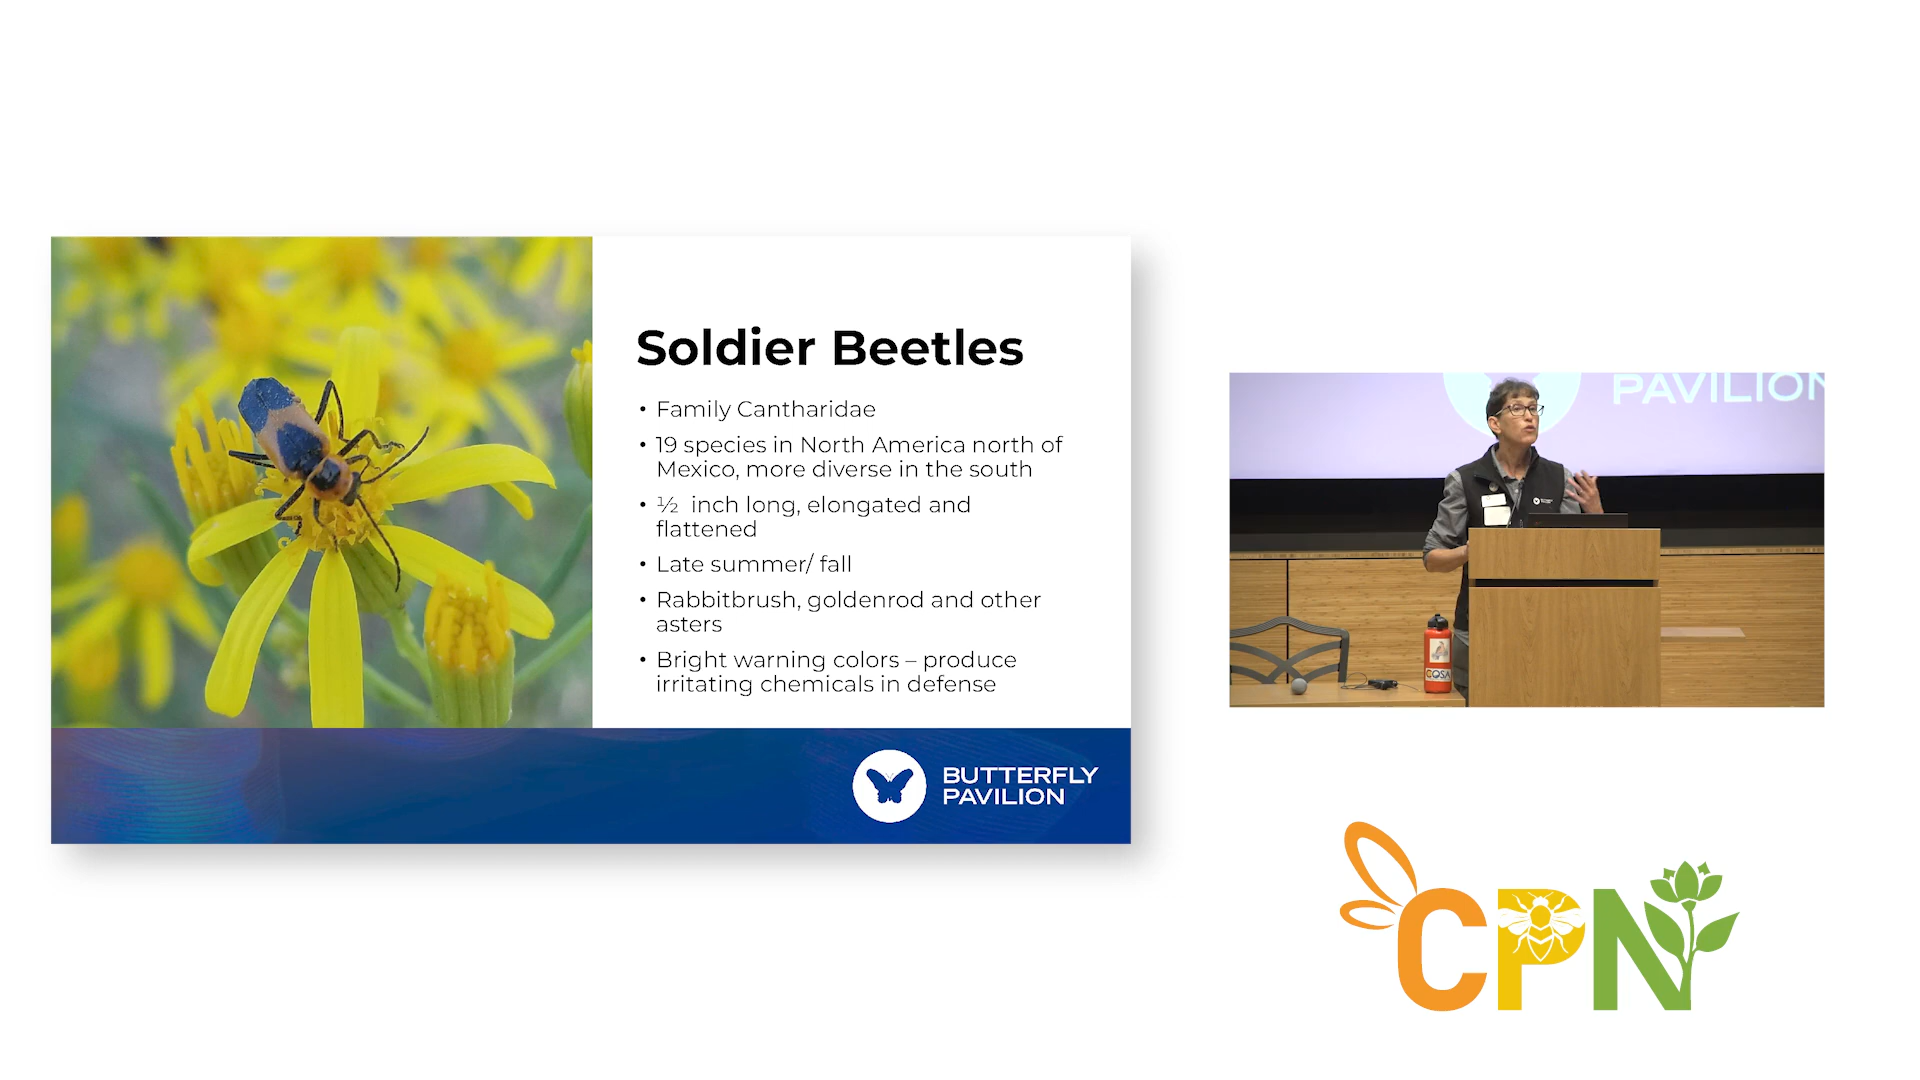 Soldier Beetles
• Family Cantharidae
• 19 species in North America north of
Mexico, more diverse in the south
• ½ inch long, elongated and
flattened
• Late summer/ fall
• Rabbitbrush, goldenrod and other
asters
• Bright warning colors – produce
irritating chemicals in defense
BUTTERFLY
PAVILION
PAVILION
COSA
CPN